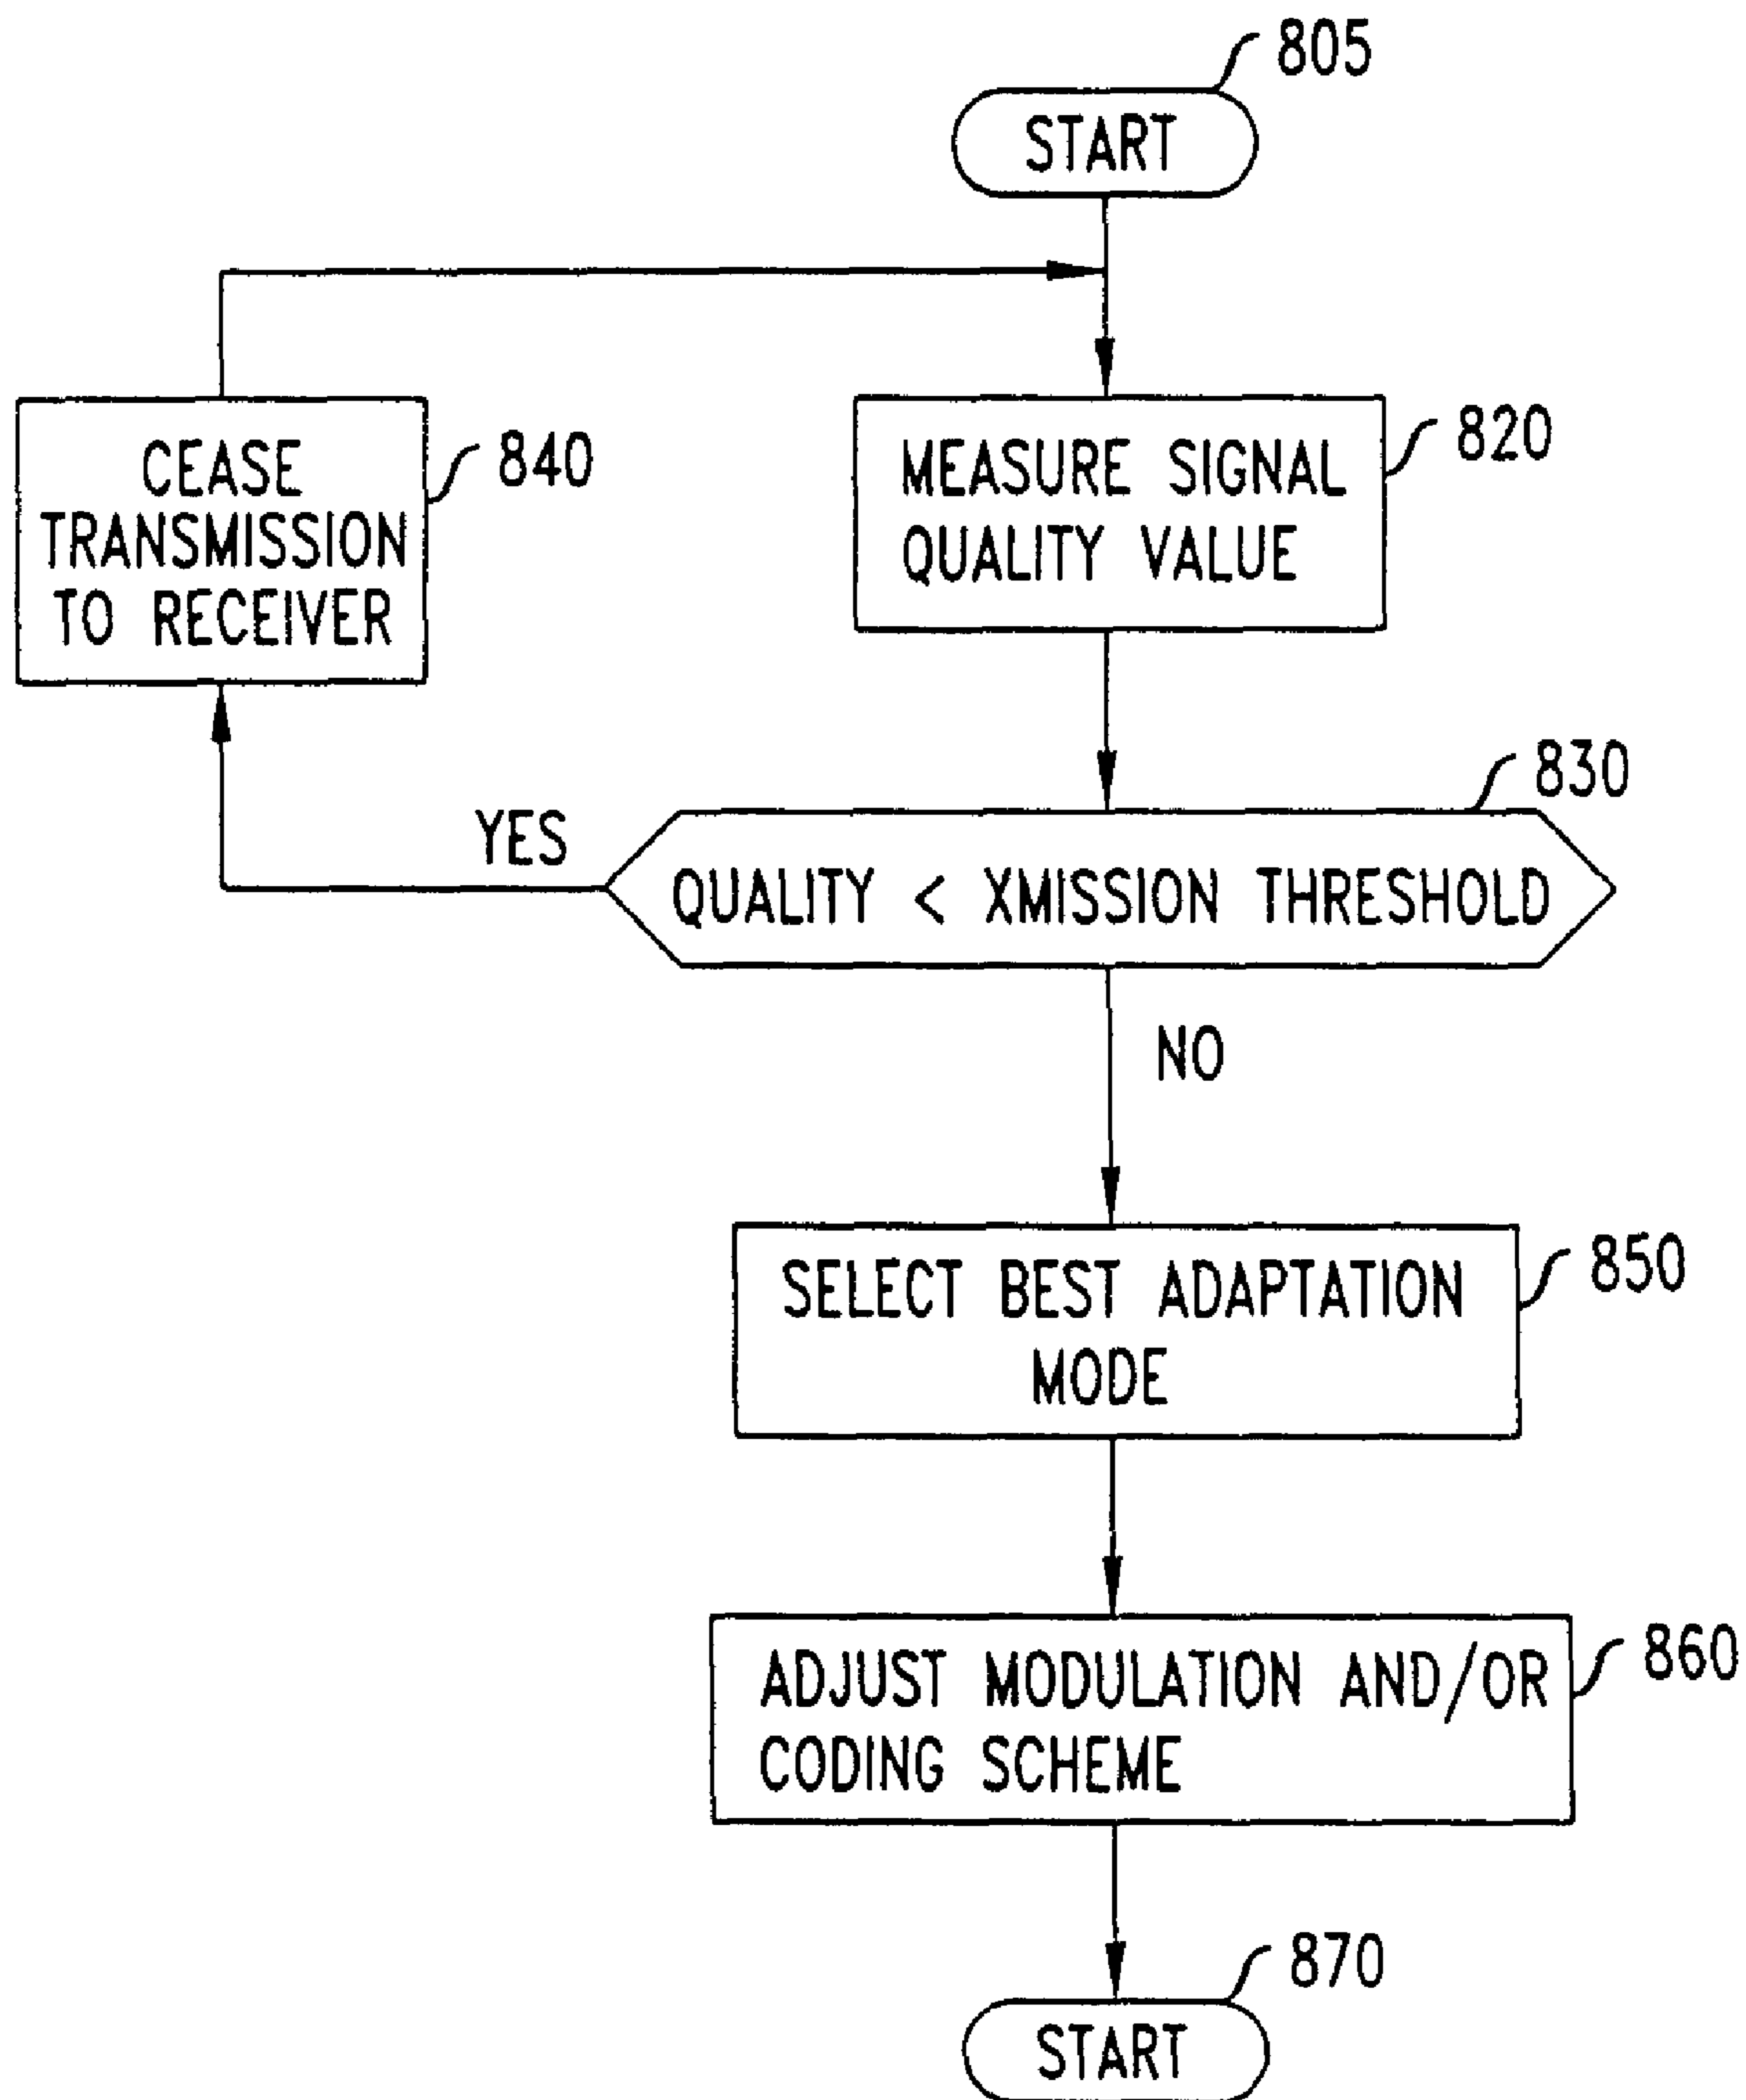 805
START
CEASE
TRANSMISSION
TO RECEIVER
840
MEASURE SIGNAL
QUALITY VALUE
820
830
YES
QUALITY < XMISSION THRESHOLD
NO
SELECT BEST ADAPTATION
MODE
850
ADJUST MODULATION AND/OR
CODING SCHEME
860
870
START